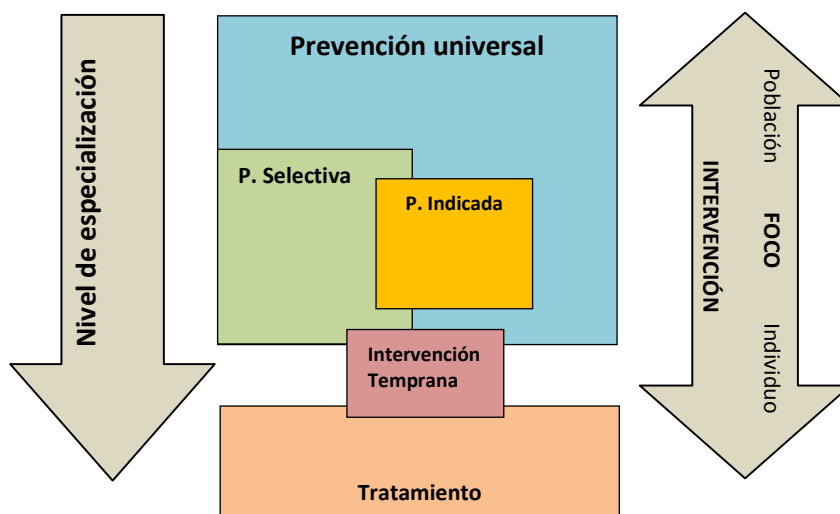 Nivel de especialización
Prevención universal
P. Selectiva
P. Indicada
Intervención
Temprana
Tratamiento
INTERVENCIÓN
Población FOCO Individuo